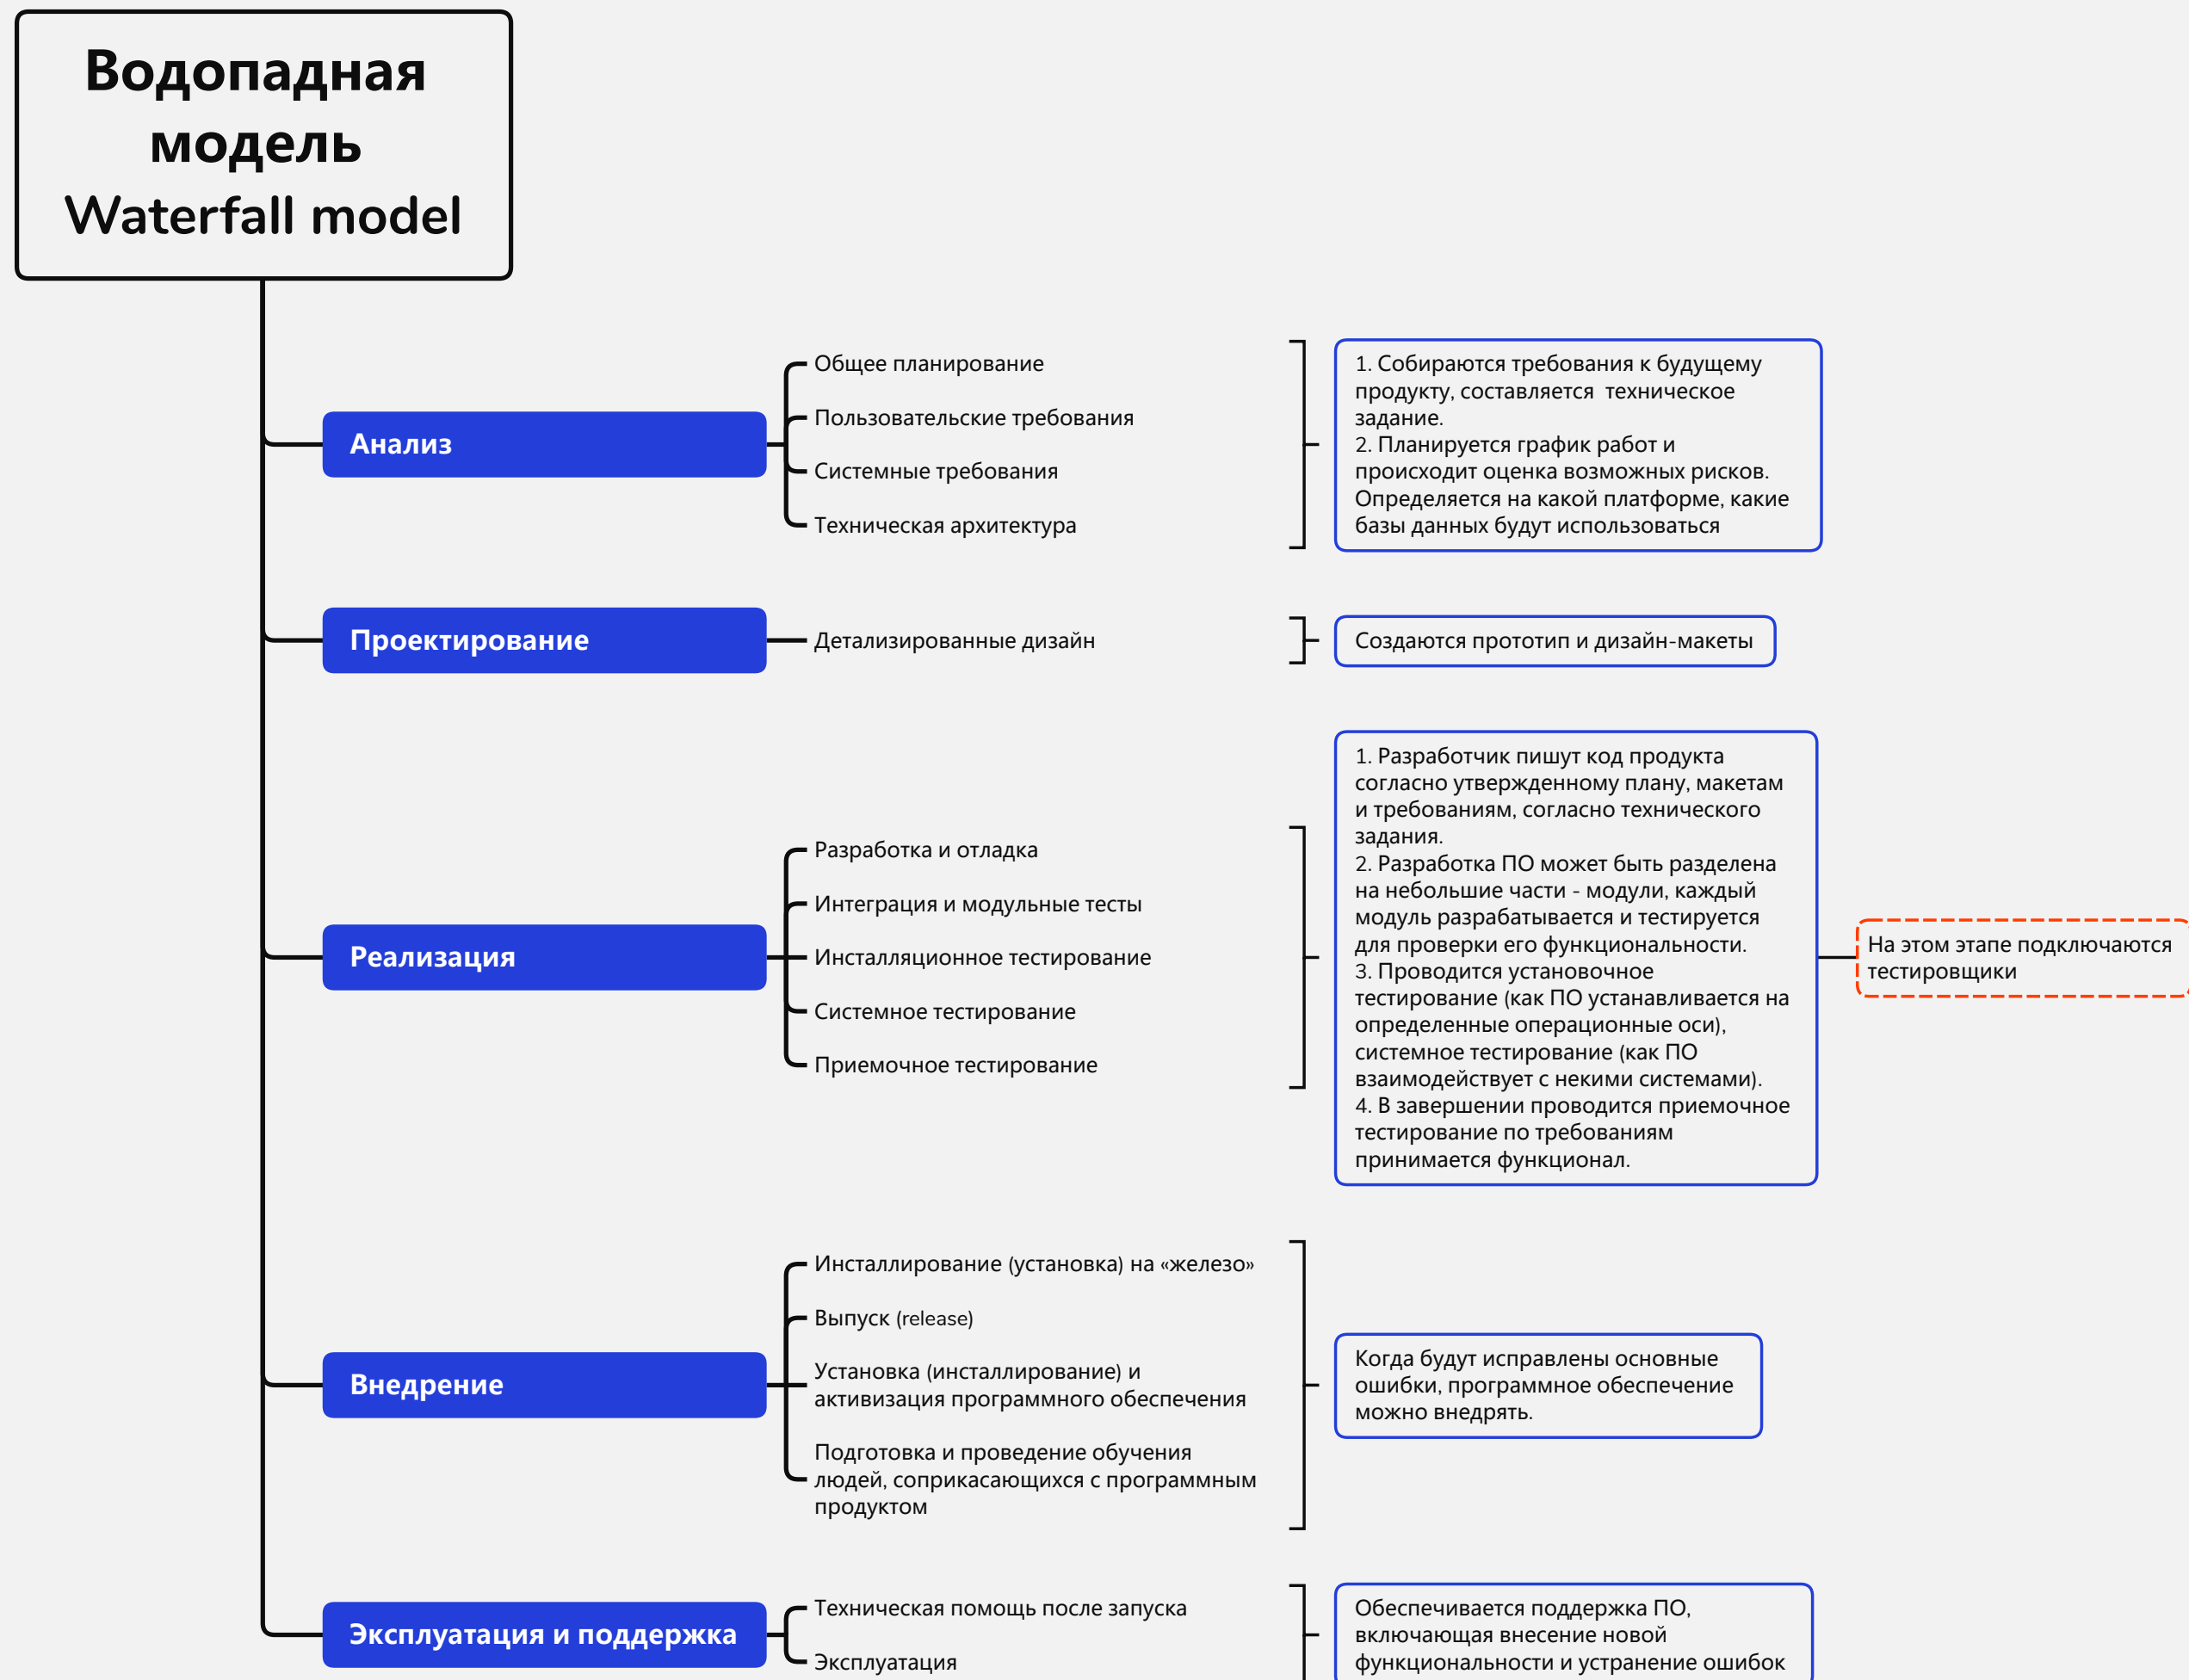 Водопадная
модель
Waterfall model
Анализ
Общее планирование
Пользовательские требования
Системные требования
Техническая архитектура
1. Собираются требования к будущему
продукту, составляется  техническое
задание.
2. Планируется график работ и
происходит оценка возможных рисков.
Определяется на какой платформе, какие
базы данных будут использоваться
Проектирование
Детализированные дизайн
Создаются прототип и дизайн-макеты
Реализация
Разработка и отладка
Интеграция и модульные тесты
Инсталляционное тестирование
Системное тестирование
Приемочное тестирование
1. Разработчик пишут код продукта
согласно утвержденному плану, макетам
и требованиям, согласно технического
задания.
2. Разработка ПО может быть разделена
на небольшие части - модули, каждый
модуль разрабатывается и тестируется
для проверки его функциональности.
3. Проводится установочное
тестирование (как ПО устанавливается на
определенные операционные оси),
системное тестирование (как ПО
взаимодействует с некими системами).
4. В завершении проводится приемочное
тестирование по требованиям
принимается функционал.
На этом этапе подключаются
тестировщики
Внедрение
Инсталлирование (установка) на «железо»
Выпуск (release)
Установка (инсталлирование) и
активизация программного обеспечения
Подготовка и проведение обучения
людей, соприкасающихся с программным
продуктом
Когда будут исправлены основные
ошибки, программное обеспечение
можно внедрять.
Эксплуатация и поддержка
Техническая помощь после запуска
Эксплуатация
Обеспечивается поддержка ПО,
включающая внесение новой
функциональности и устранение ошибок